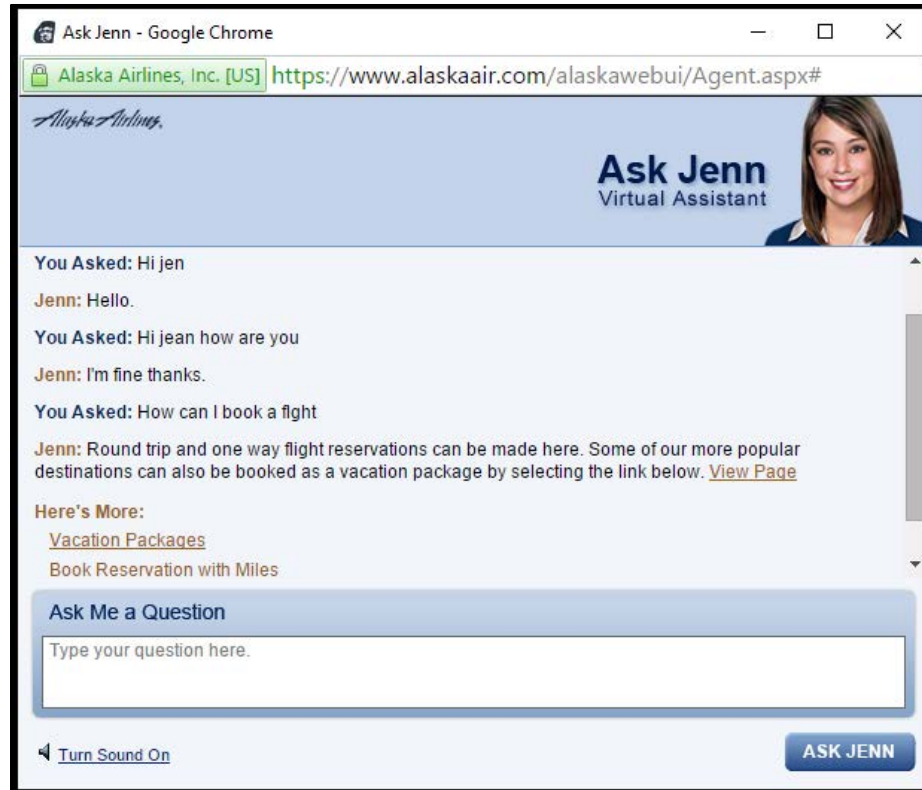 Ask Jenn - Google Chrome
Alaska Airlines, Inc. [US] https://www.alaskaair.com/alaskawebui/Agent.aspx#
Alaska Airlines.
Ask Jenn
Virtual Assistant
You Asked: Hi jen
Jenn: Hello.
You Asked: Hi jean how are you
Jenn: I'm fine thanks.
You Asked: How can I book a flght
Jenn: Round trip and one way flight reservations can be made here. Some of our more popular
destinations can also be booked as a vacation package by selecting the link below. View Page
Here's More:
Vacation Packages
Book Reservation with Miles
Ask Me a Question
Type your question here.
Turn Sound On
ASK JENN